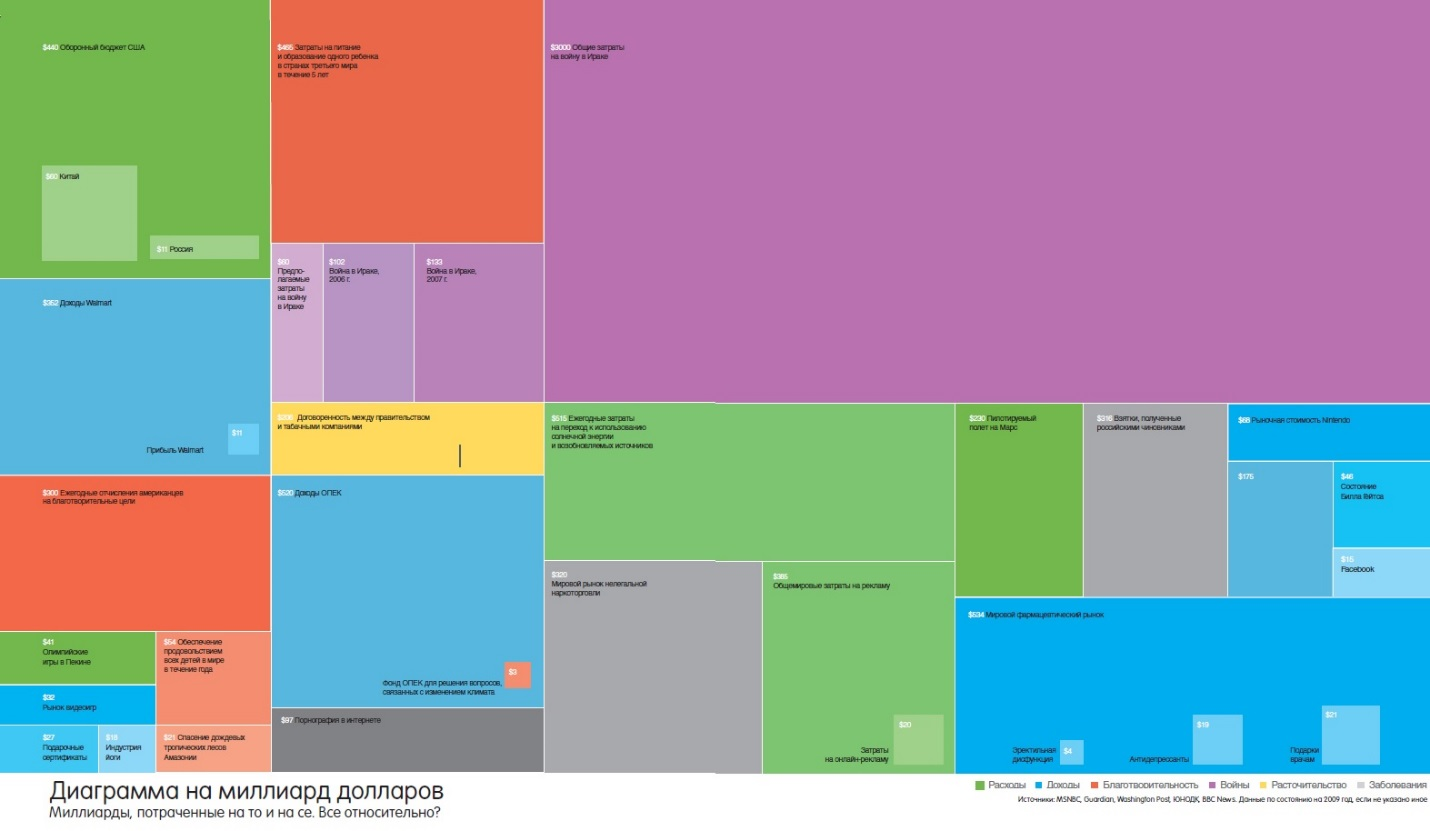 $440 Оборонный бюджет США
$60 Китай
$11 Россия
$465 Затраты на питание
и образование одного ребенка
в странах третьего мира
в течение 5 лет
$3000 Общие затраты
на войну в Ираке
$60
Предпо-
лагаемые
затраты
на войну
в Ираке
$102
Война в Ираке,
2006 г.
$133
Война в Ираке,
2007 г.
$352 Доходы Walmart
$11
Прибыль Walmart
Договоренность между правительством
и табачными компаниями
$515 Ежегодные затраты
на переход к использованию
солнечной энергии
и возобновляемых источников
$230 Пилотируемый
полет на Марс
$316 Взятки, полученные
российскими чиновниками
$68 Рыночная стоимость Nintendo
$175
$46
Состояние
Билла Гейтса
$15
Facebook
$300 Ежегодные отчисления американцев
на благотворительные цели
$520 Доходы ОПЕК
$3
Фонд ОПЕК для решения вопросов,
связанных с изменением климата
$320
Мировой рынок нелегальной
наркоторговли
$385
Общемировые затраты на рекламу
$20
Затраты
на онлайн-рекламу
$534 Мировой фармацевтический рынок
Эректильная
дисфункция
$4
$19
Антидепрессанты
$21
Подарки
врачам
$41
Олимпийские
игры в Пекине
$54 Обеспечение
продовольствием
всех детей в мире
в течение года
$32
Рынок видеоигр
$27
Подарочные
сертификаты
$18
Индустрия
йоги
$21 Спасение дождевых
тропических лесов
Амазонии
$97 Порнография в интернете
Диаграмма на миллиард долларов
Миллиарды, потраченные на то и на се. Все относительно?
Расходы Доходы Благотворительность Войны Расточительство Заболевания
Источники: MSNBC, Guardian, Washington Post, ЮНОДК, BBC News. Данные по состоянию на 2009 год, если не указано иное